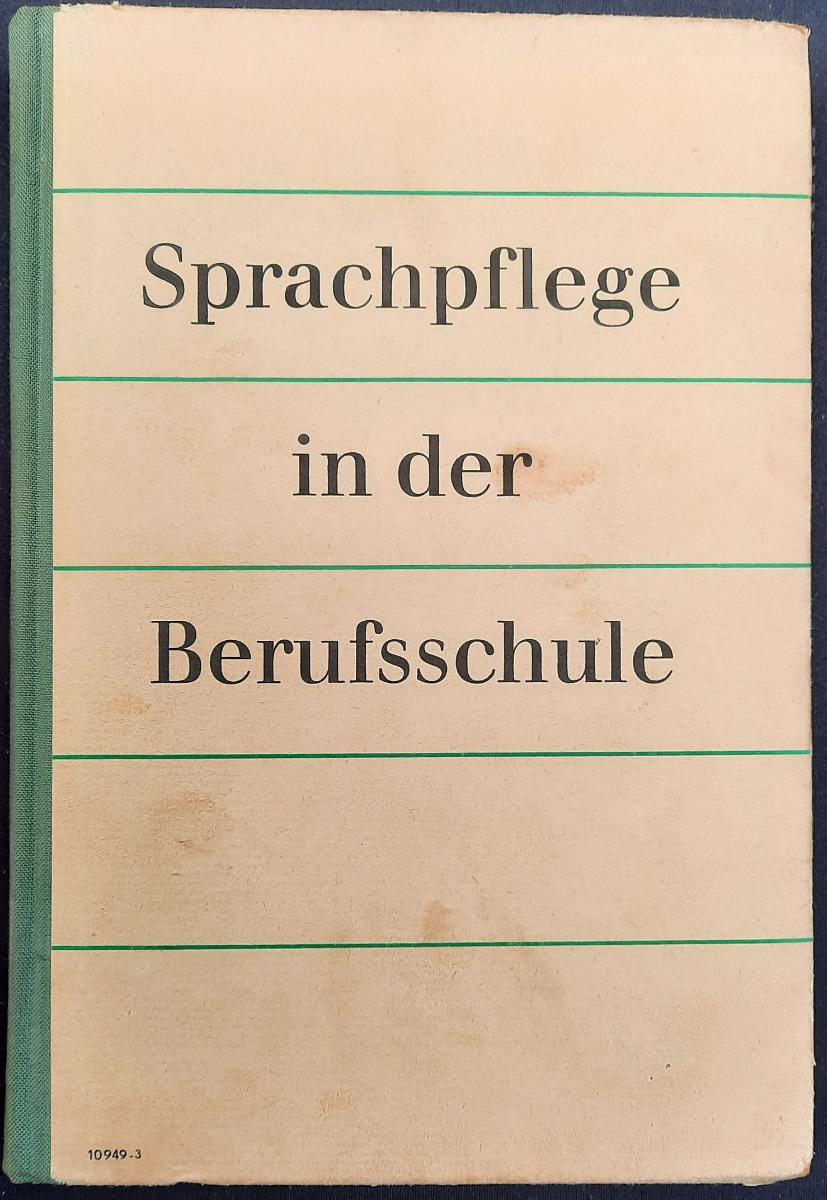 Sprachpflege
in der
Berufsschule
10949-3